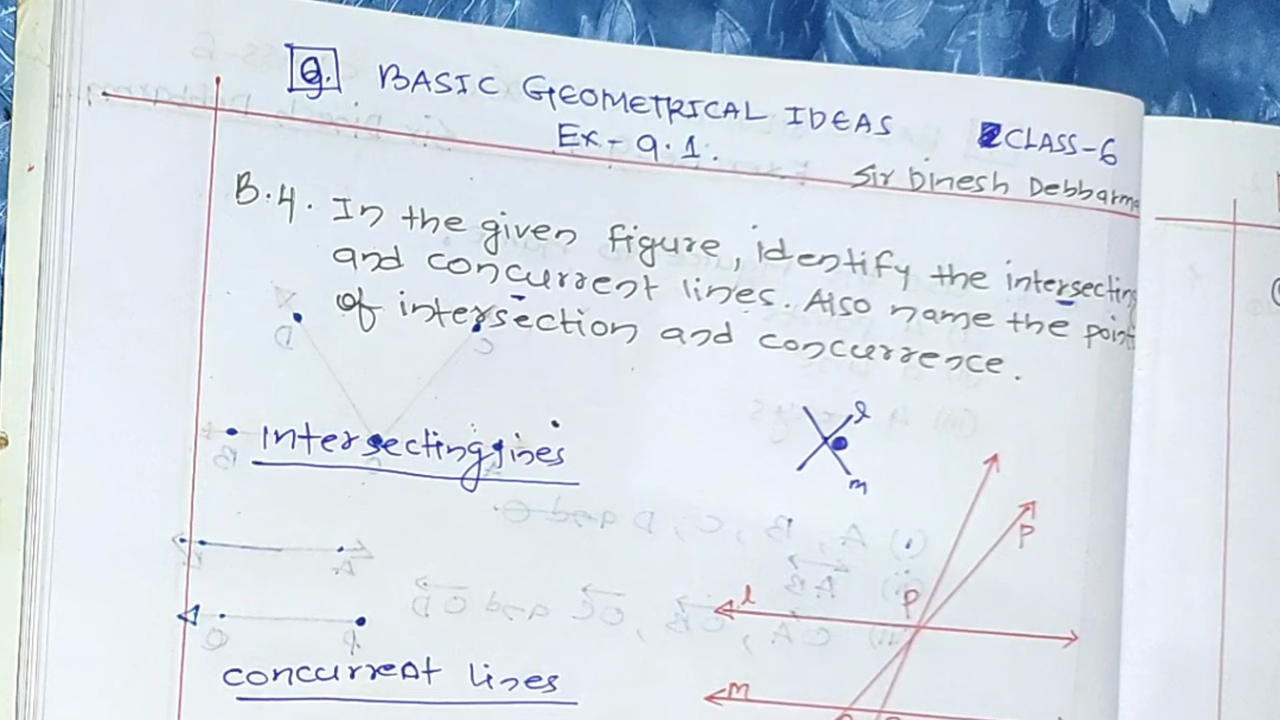 9. BASIC GEOMETRICAL IDEAS
CLASS-6
Ex-9.1.
Sir Dinesh Debbarma
B.4. In the given figure, identify the intersecting
and concurrent lines. Also name the point
of intersection and concurrence.
l
m
Intersecting lines
P
l
P
concurrent lines
m